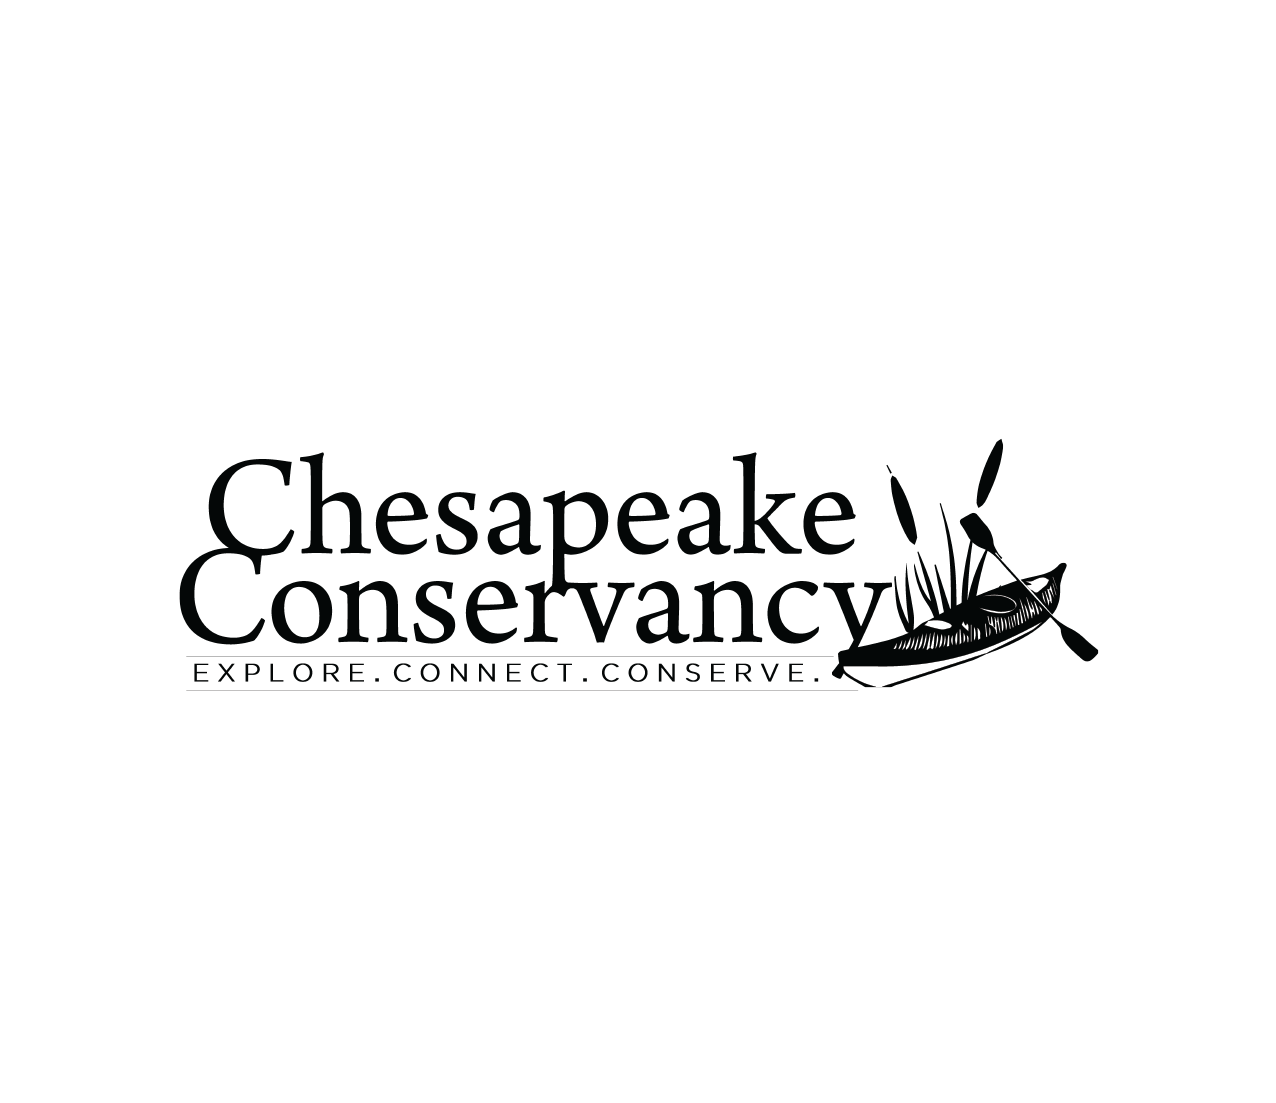 Chesapeake
Conservancy
EXPLORE. CONNECT. CONSERVE.